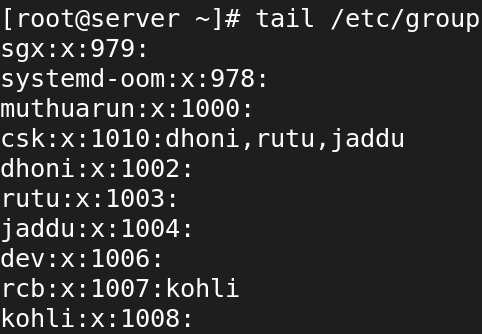 [root@server ~]# tail /etc/group
sgx:x:979:
systemd-oom:x:978:
muthuarun:x:1000:
csk:x:1010:dhoni,rutu,jaddu
dhoni:x:1002:
rutu:x:1003:
jaddu:x:1004:
dev:x:1006:
rcb:x:1007:kohli
kohli:x:1008: